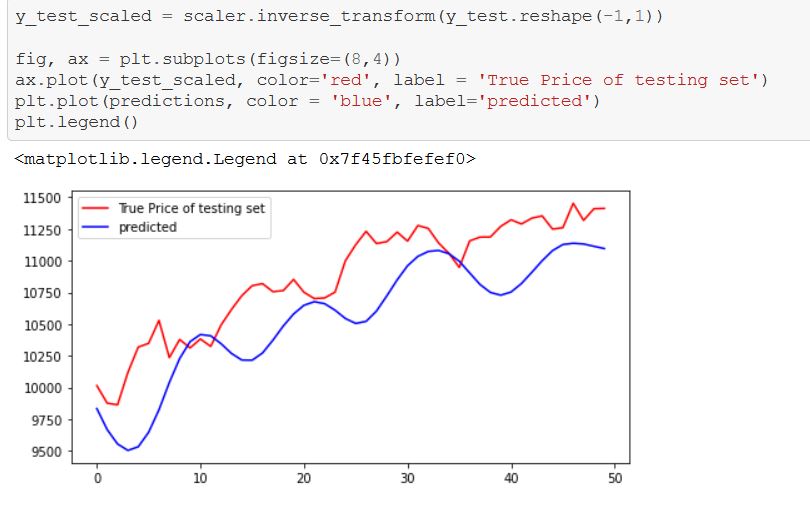 y_test_scaled = scaler.inverse_transform(y_test.reshape(-1,1))
fig, ax = plt.subplots(figsize=(8,4))
ax.plot(y_test_scaled, color='red', label = 'True Price of testing set')
plt.plot(predictions, color = 'blue', label='predicted')
plt.legend()
<matplotlib.legend.Legend at 0x7f45fbfefef0>
True Price of testing set
predicted
11500
11250
11000
10750
10500
10250
10000
9750
9500
0 10 20 30 40 50